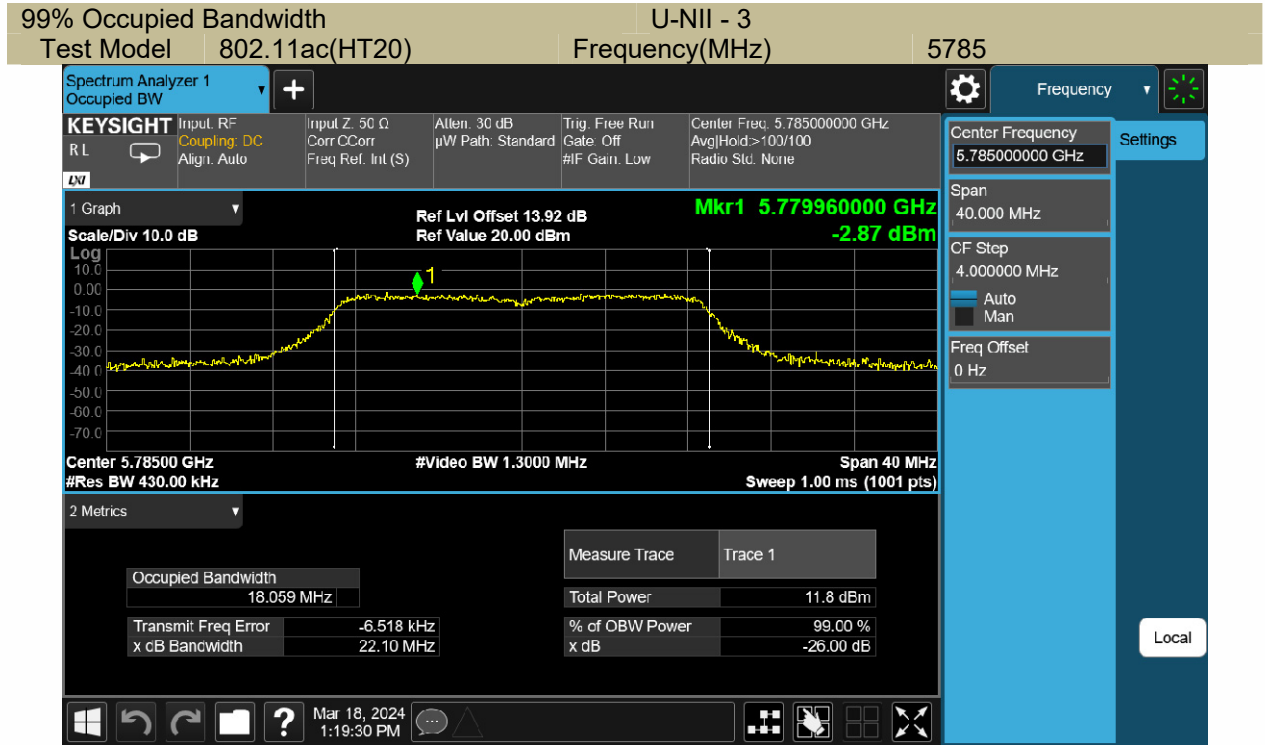 99% Occupied Bandwidth U-NII - 3
Test Model 802.11ac(HT20) Frequency(MHz) 5785
Spectrum Analyzer 1
Occupied BW
+
Frequency
KEYSIGHT
R L
LXI
Input: RF
Coupling: DC
Align: Auto
Input Z: 50 Ω
Corr CCorr
Freq Ref: Int (S)
Atten: 30 dB
µW Path: Standard
Trig: Free Run
Gate: Off
#IF Gain: Low
Center Freq: 5.785000000 GHz
Avg|Hold:>100/100
Radio Std: None
Center Frequency
5.785000000 GHz
Settings
Span
40.000 MHz
CF Step
4.000000 MHz
Auto
Man
Freq Offset
0 Hz
1 Graph
Scale/Div 10.0 dB
Ref Lvl Offset 13.92 dB
Ref Value 20.00 dBm
Mkr1 5.779960000 GHz
-2.87 dBm
Log
10.0
0.00
-10.0
-20.0
-30.0
-40.0
-50.0
-60.0
-70.0
1
Center 5.78500 GHz
#Res BW 430.00 kHz
#Video BW 1.3000 MHz
Span 40 MHz
Sweep 1.00 ms (1001 pts)
2 Metrics
Measure Trace Trace 1
Occupied Bandwidth
18.059 MHz
Total Power 11.8 dBm
Transmit Freq Error -6.518 kHz
% of OBW Power 99.00 %
x dB Bandwidth 22.10 MHz
x dB -26.00 dB
Local
?
Mar 18, 2024
1:19:30 PM